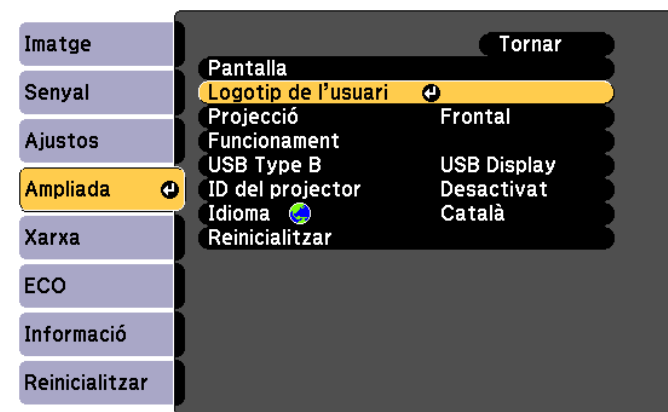 Imatge
Senyal
Ajustos
Ampliada
Xarxa
ECO
Informació
Reinicialitzar
Tornar
Pantalla
Logotip de l'usuari
Projecció Frontal
Funcionament
USB Type B USB Display
ID del projector Desactivat
Idioma Català
Reinicialitzar